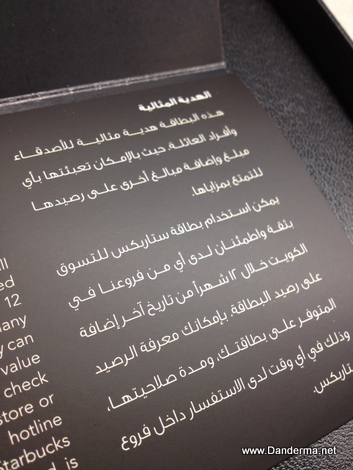 الهدية المثالية
هذه البطاقة هدية مثالية للأصدقاء
وأفراد العائلة حيث بالإمكان تعبئتها بأي
مبلغ وإضافة مبالغ أخرى على رصيدها
للتمتع بمزاياها.
يمكن استخدام بطاقة ستاربكس للتسوق
بثقة واطمئنان لدى أي من فروعنا في
الكويت خلال ١٢ شهراً من تاريخ آخر إضافة
على رصيد البطاقة. بإمكانك معرفة الرصيد
المتوفر على بطاقتك، ومدة صلاحيتها،
وذلك في أي وقت لدى الاستفسار داخل فروع
ستاربكس.
12
any
can
value
check
store or
hotline
tarbucks
is
www.Danderma.net